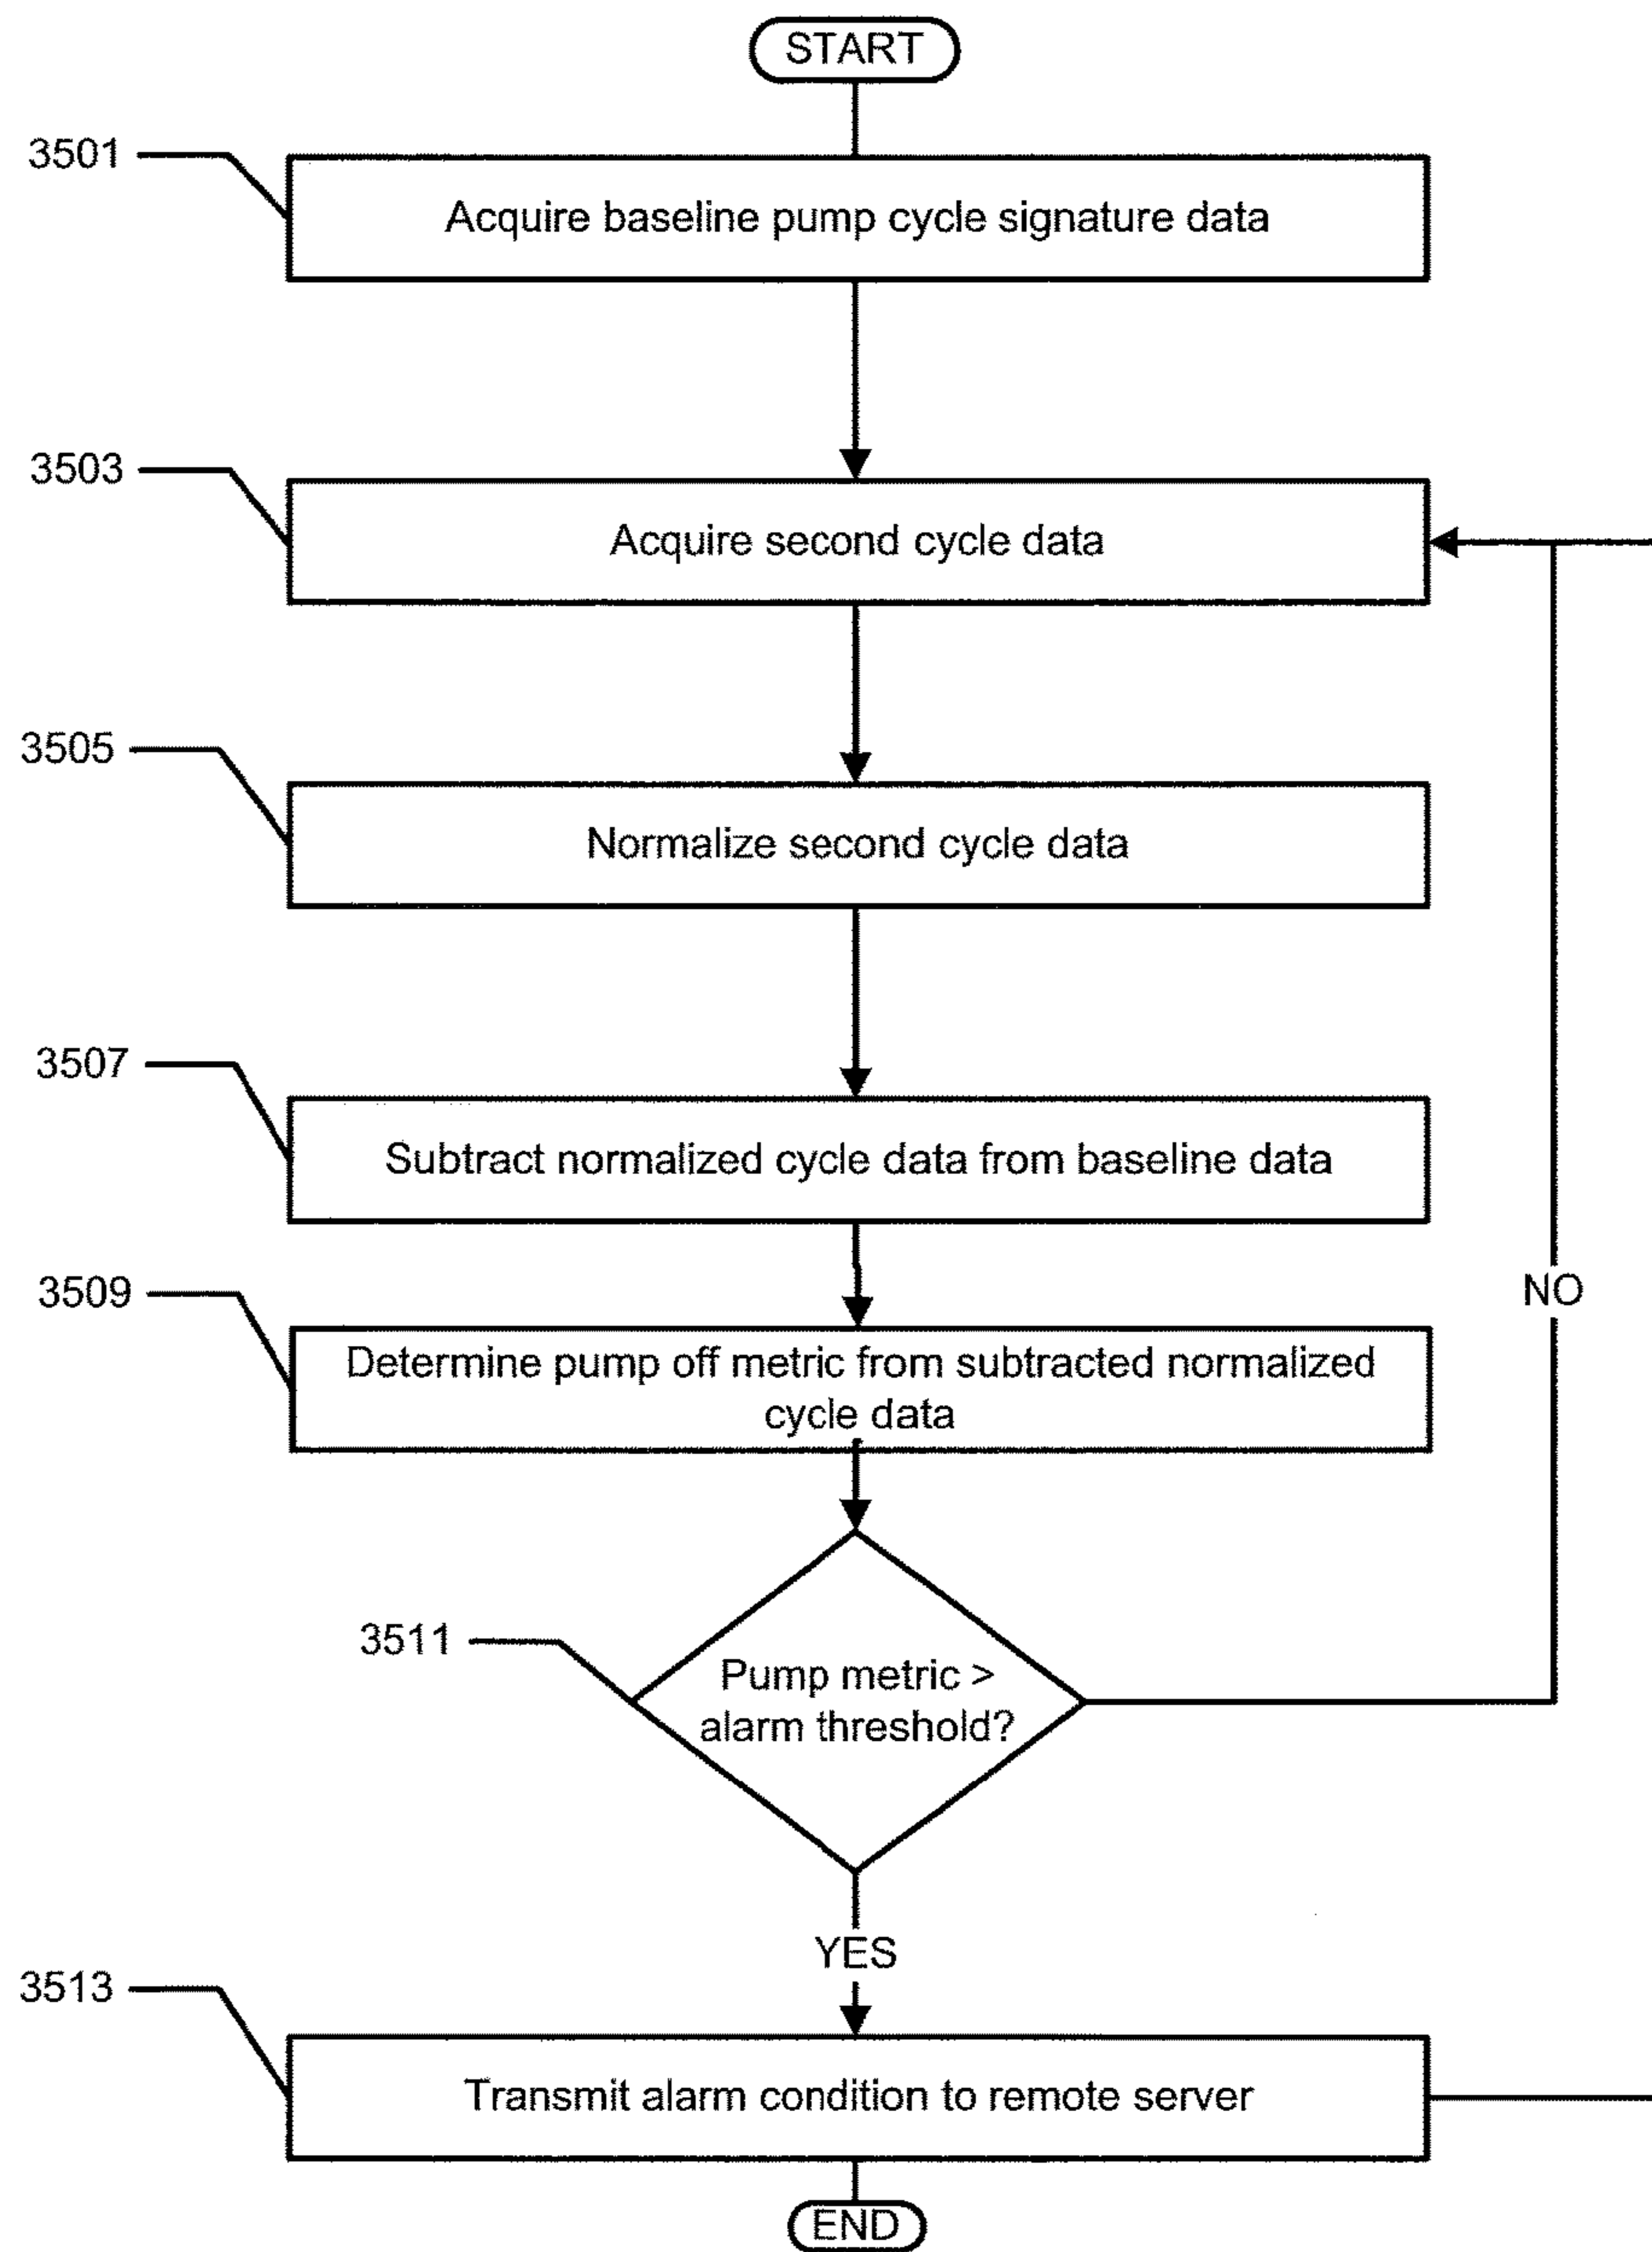 START
3501
Acquire baseline pump cycle signature data
3503
Acquire second cycle data
3505
Normalize second cycle data
3507
Subtract normalized cycle data from baseline data
3509
Determine pump off metric from subtracted normalized
cycle data
NO
3511
Pump metric >
alarm threshold?
YES
3513
Transmit alarm condition to remote server
END